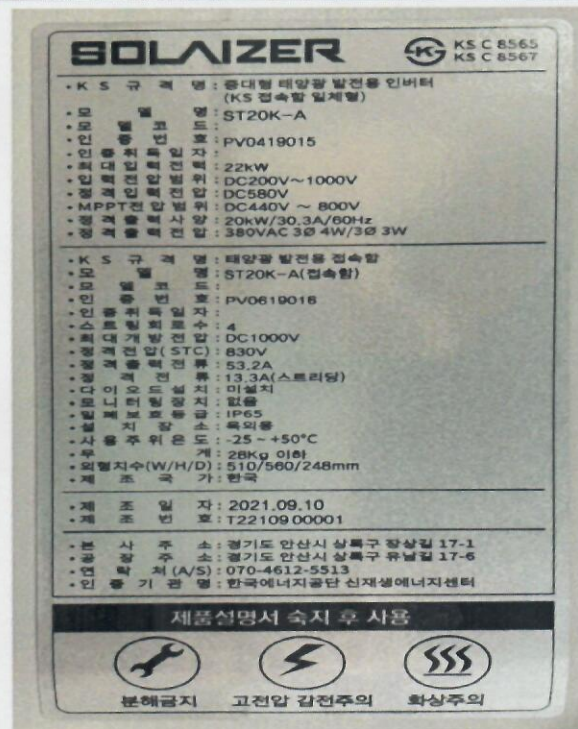 SOLAIZER
KS C 8565
KS C 8567
• K S 규 격 명 : 중대형 태양광 발전용 인버터
(KS 접속함 일체형)
• 모 델 명 : ST20K-A
• 모 델 코 드 :
• 인 증 번 호 : PV0419015
• 인 증 취 득 일 자 :
• 최 대 입 력 전 력 : 22kW
• 입 력 전 압 범 위 : DC200V~1000V
• 정 격 입 력 전 압 : DC580V
• MPPT 전 압 범 위 : DC440V ~ 800V
• 정 격 출 력 사 양 : 20kW/30.3A/60Hz
• 정 격 출 력 전 압 : 380VAC 3Ø 4W/3Ø 3W
• K S 규 격 명 : 태양광 발전용 접속함
• 모 델 명 : ST20K-A(접속함)
• 모 델 코 드 :
• 인 증 번 호 : PV0619016
• 인 증 취 득 일 자 :
• 스 트 링 회 로 수 : 4
• 최 대 개 방 전 압 : DC1000V
• 정 격 전 압 ( STC ) : 830V
• 정 격 출 력 전 류 : 53.2A
• 정 격 전 류 : 13.3A(스트리당)
• 다 이 오 드 설 치 : 미설치
• 모 니 터 링 장 치 : 없음
• 밀 폐 보 호 등 급 : IP65
• 설 치 장 소 : 옥외용
• 사 용 주 위 온 도 : -25 ~ +50°C
• 무 게 : 28Kg 이하
• 외형치수(W/H/D) : 510/560/248mm
• 제 조 국 가 : 한국
• 제 조 일 자 : 2021.09.10
• 제 조 번 호 : T22109 00001
• 본 사 주 소 : 경기도 안산시 상록구 장상길 17-1
• 공 장 주 소 : 경기도 안산시 상록구 유남길 17-6
• 연 락 처 (A/S) : 070-4612-5513
• 인 증 기 관 명 : 한국에너지공단 신재생에너지센터
제품설명서 숙지 후 사용
분해금지 고전압 감전주의 화상주의